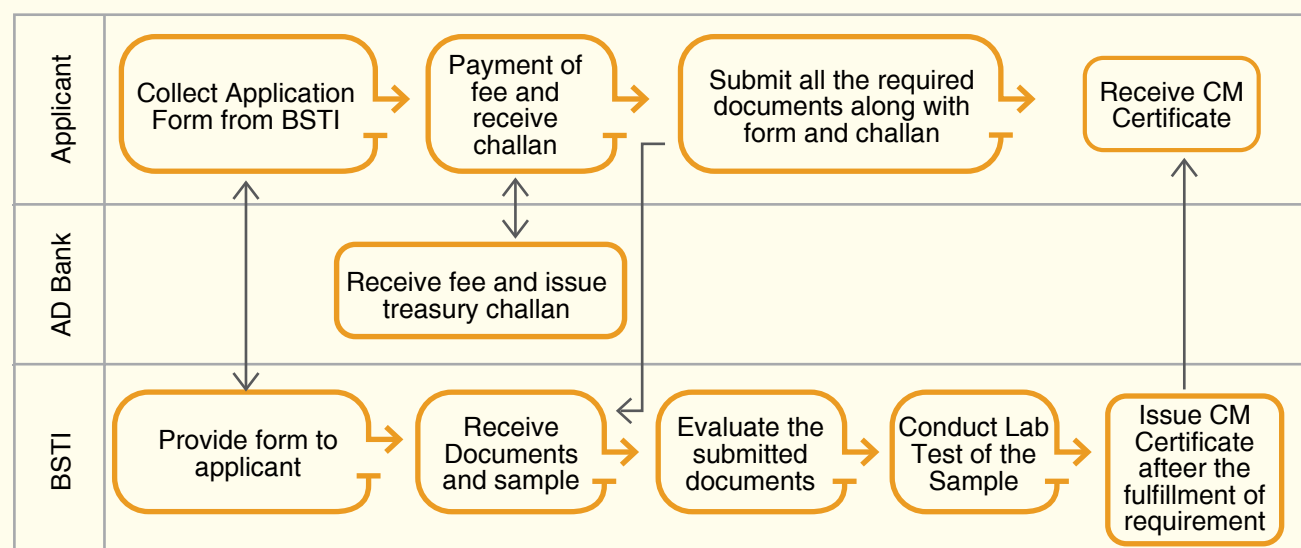 Applicant
Collect Application
Form from BSTI
Payment of
fee and
receive
challan
Submit all the required
documents along with
form and challan
Receive CM
Certificate
AD Bank
Receive fee and issue
treasury challan
BSTI
Provide form to
applicant
Receive
Documents
and sample
Evaluate the
submitted
documents
Conduct Lab
Test of the
Sample
Issue CM
Certificate
afteer the
fulfillment of
requirement